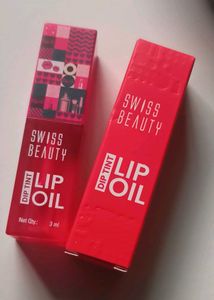 SWISS
BEAUTY
DIP TINT
LIP
OIL
Net Qty: 3 ml
SWISS
BEAUTY
DIP TINT
LIP
OIL